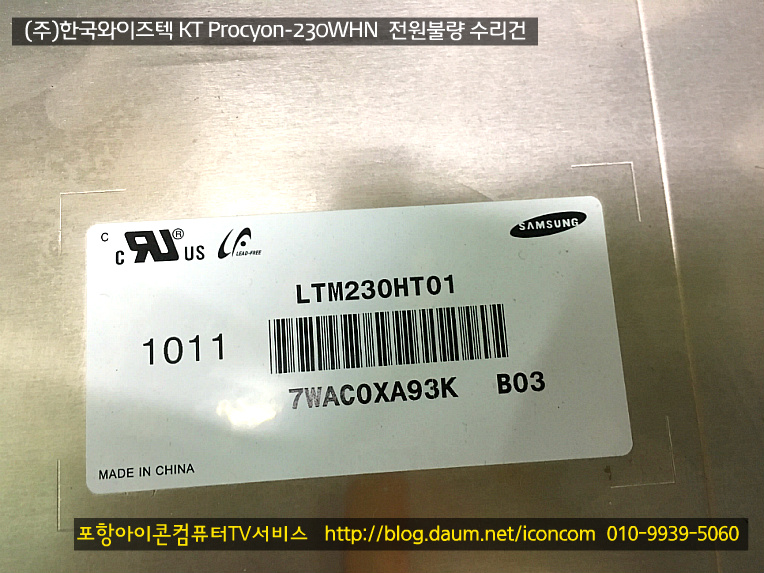 (주)한국와이즈텍 KT Procyon-230WHN 전원불량 수리건
C
C RU ® US LEAD-FREE
SAMSUNG
LTM230HT01
1011
7WAC0XA93K B03
MADE IN CHINA
포항아이콘컴퓨터TV서비스 http://blog.daum.net/iconcom 010-9939-5060